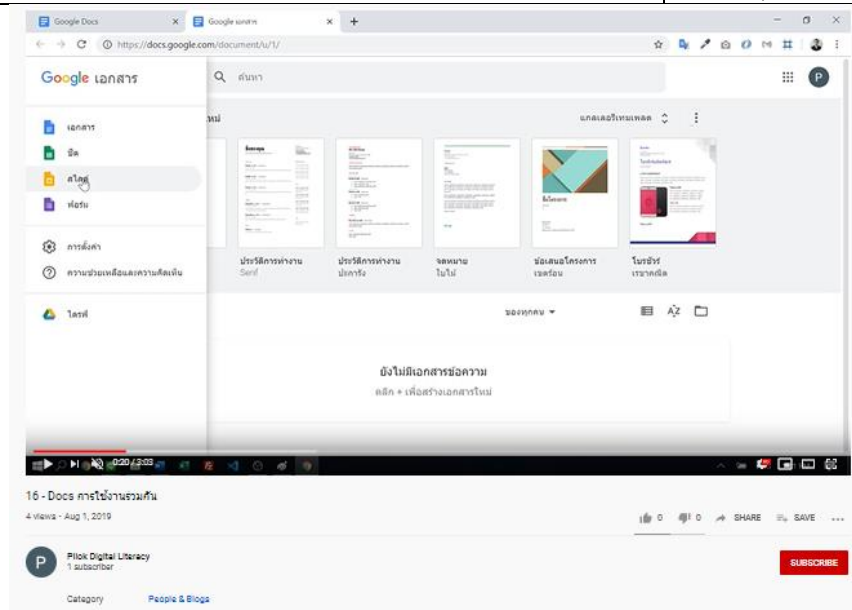 Google Docs
Google เอกสาร
https://docs.google.com/document/u/1/
Google เอกสาร
ค้นหา
P
เอกสาร
ชีต
สไลด์
ฟอร์ม
การตั้งค่า
ความช่วยเหลือและความคิดเห็น
ไดรฟ์
ใหม่
แกลเลอรีเทมเพลต
ประวัติการทำงาน
Serif
ประวัติการทำงาน
ปะการัง
จดหมาย
ใบไม้
ข้อเสนอโครงการ
เขตร้อน
โบรชัวร์
เรขาคณิต
ของทุกคน
AZ
ยังไม่มีเอกสารข้อความ
คลิก + เพื่อสร้างเอกสารใหม่
0:20 / 3:03
16 - Docs การใช้งานร่วมกัน
4 views - Aug 1, 2019
0
0
SHARE
SAVE
P
Pilok Digital Literacy
1 subscriber
SUBSCRIBE
Category
People & Blogs